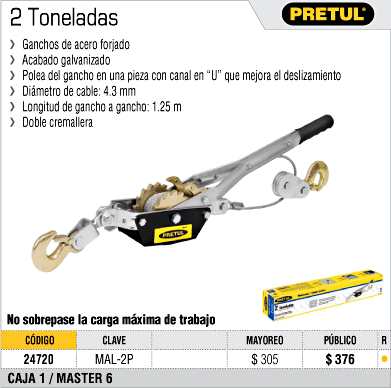 2 Toneladas
PRETUL®
› Ganchos de acero forjado
› Acabado galvanizado
› Polea del gancho en una pieza con canal en “U” que mejora el deslizamiento
› Diámetro de cable: 4.3 mm
› Longitud de gancho a gancho: 1.25 m
› Doble cremallera
PRETUL
PRETUL
No sobrepase la carga máxima de trabajo
CÓDIGO CLAVE MAYOREO PÚBLICO R
24720 MAL-2P $ 305 $ 376 ●
CAJA 1 / MASTER 6